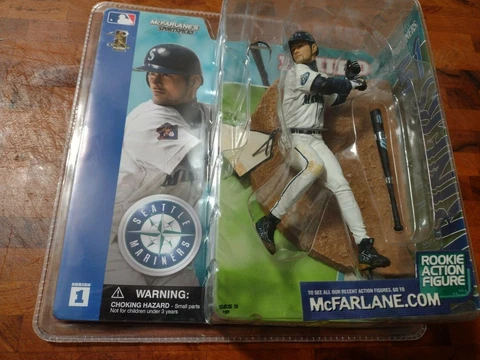 McFARLANE'S
SPORTSPICKS
SEATTLE
MARINERS
SERIES
1
WARNING:
CHOKING HAZARD - Small parts
Not for children under 3 years
ROOKIE
ACTION
FIGURE
TO SEE ALL OUR RECENT ACTION FIGURES, GO TO
McFARLANE.COM